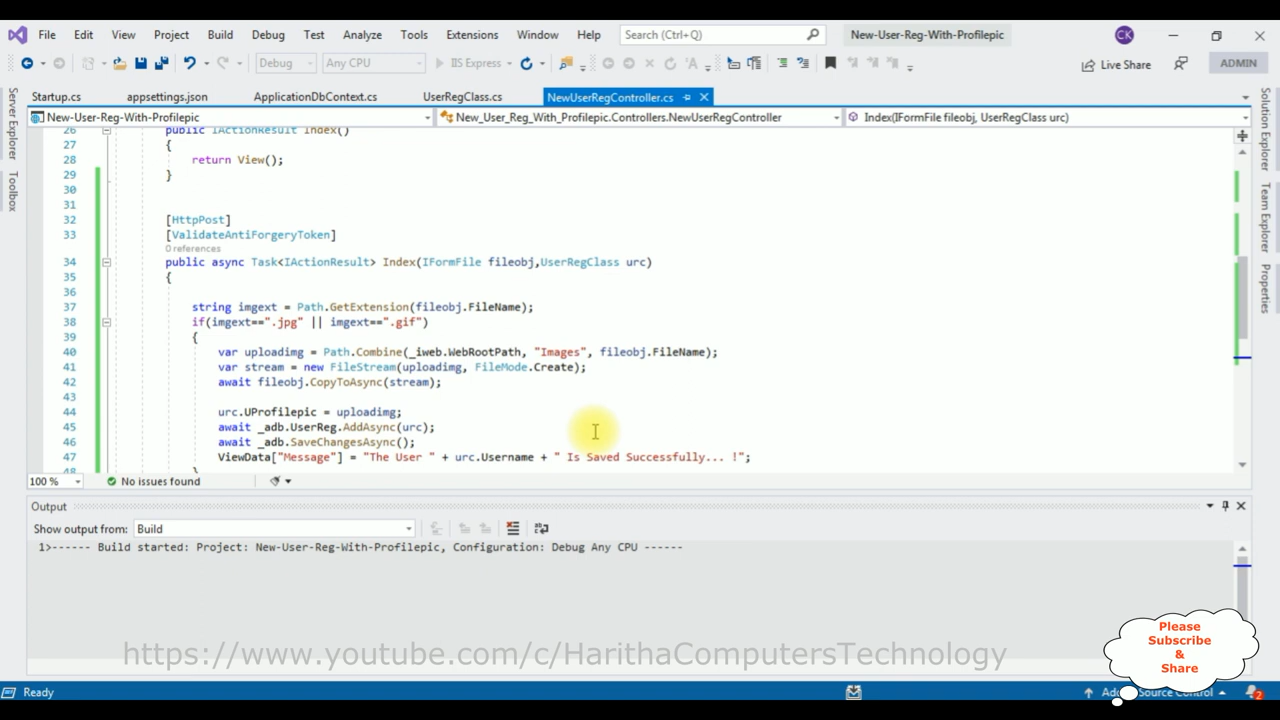 File Edit View Project Build Debug Test Analyze Tools Extensions Window Help Search (Ctrl+Q) New-User-Reg-With-Profilepic CK
Debug Any CPU IIS Express Live Share ADMIN
Startup.cs appsettings.json ApplicationDbContext.cs UserRegClass.cs NewUserRegController.cs
New-User-Reg-With-Profilepic New_User_Reg_With_Profilepic.Controllers.NewUserRegController Index(IFormFile fileobj, UserRegClass urc)
Server Explorer
Toolbox
Solution Explorer
Team Explorer
Properties
26 public IActionResult Index()
27 {
28 return View();
29 }
30
31
32 [HttpPost]
33 [ValidateAntiForgeryToken]
0 references
34 public async Task<IActionResult> Index(IFormFile fileobj,UserRegClass urc)
35 {
36
37 string imgext = Path.GetExtension(fileobj.FileName);
38 if(imgext==".jpg" || imgext==".gif")
39 {
40 var uploadimg = Path.Combine(_iweb.WebRootPath, "Images", fileobj.FileName);
41 var stream = new FileStream(uploadimg, FileMode.Create);
42 await fileobj.CopyToAsync(stream);
43
44 urc.UProfilepic = uploadimg;
45 await _adb.UserReg.AddAsync(urc);
46 await _adb.SaveChangesAsync();
47 ViewData["Message"] = "The User " + urc.Username + " Is Saved Successfully... !";
48 }
100 % No issues found
Output
Show output from: Build
1>------ Build started: Project: New-User-Reg-With-Profilepic, Configuration: Debug Any CPU ------
https://www.youtube.com/c/HarithaComputersTechnology
Please
Subscribe
&
Share
Ready Source Control 2